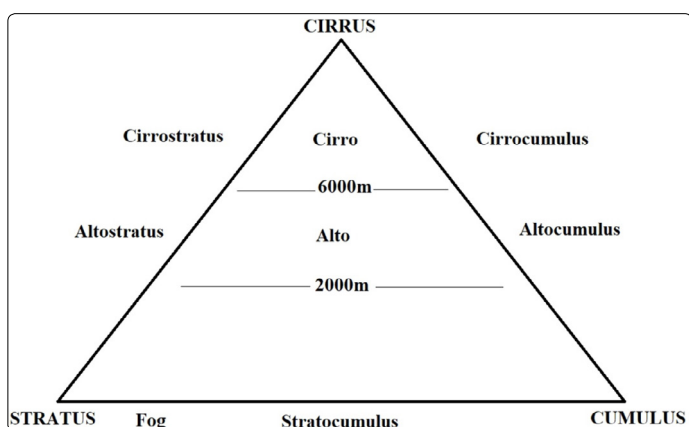 CIRRUS
Cirrostratus Cirro Cirrocumulus
6000m
Altostratus Alto Altocumulus
2000m
STRATUS Fog Stratocumulus CUMULUS